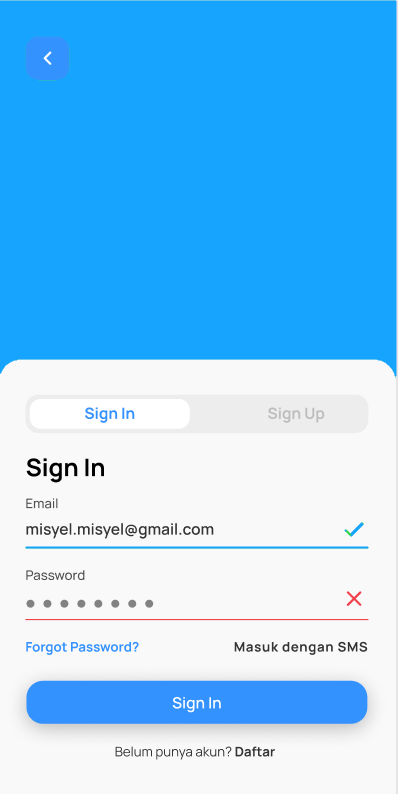 Sign In
Sign Up
Sign In
Email
misyel.misyel@gmail.com
Password
Forgot Password?
Masuk dengan SMS
Sign In
Belum punya akun? Daftar